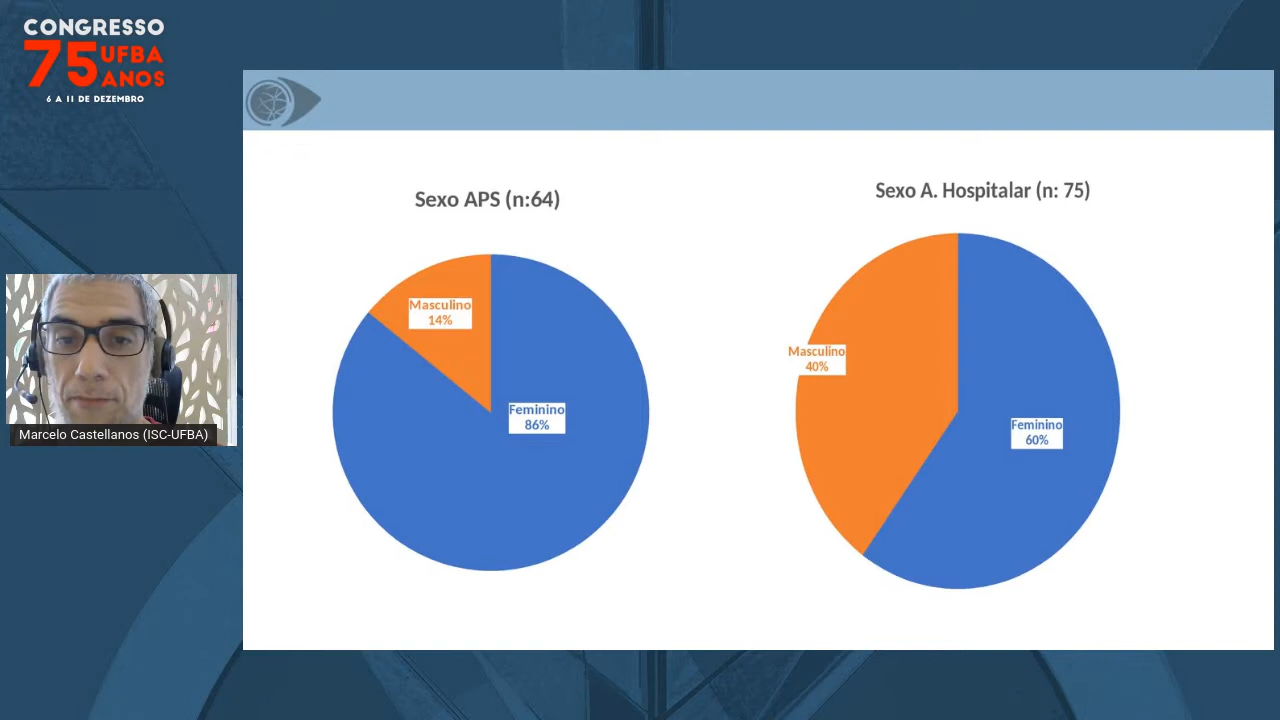 CONGRESSO
75 UFBA
ANOS
6 A 11 DE DEZEMBRO
Sexo APS (n:64)
Masculino
14%
Feminino
86%
Sexo A. Hospitalar (n: 75)
Masculino
40%
Feminino
60%
Marcelo Castellanos (ISC-UFBA)